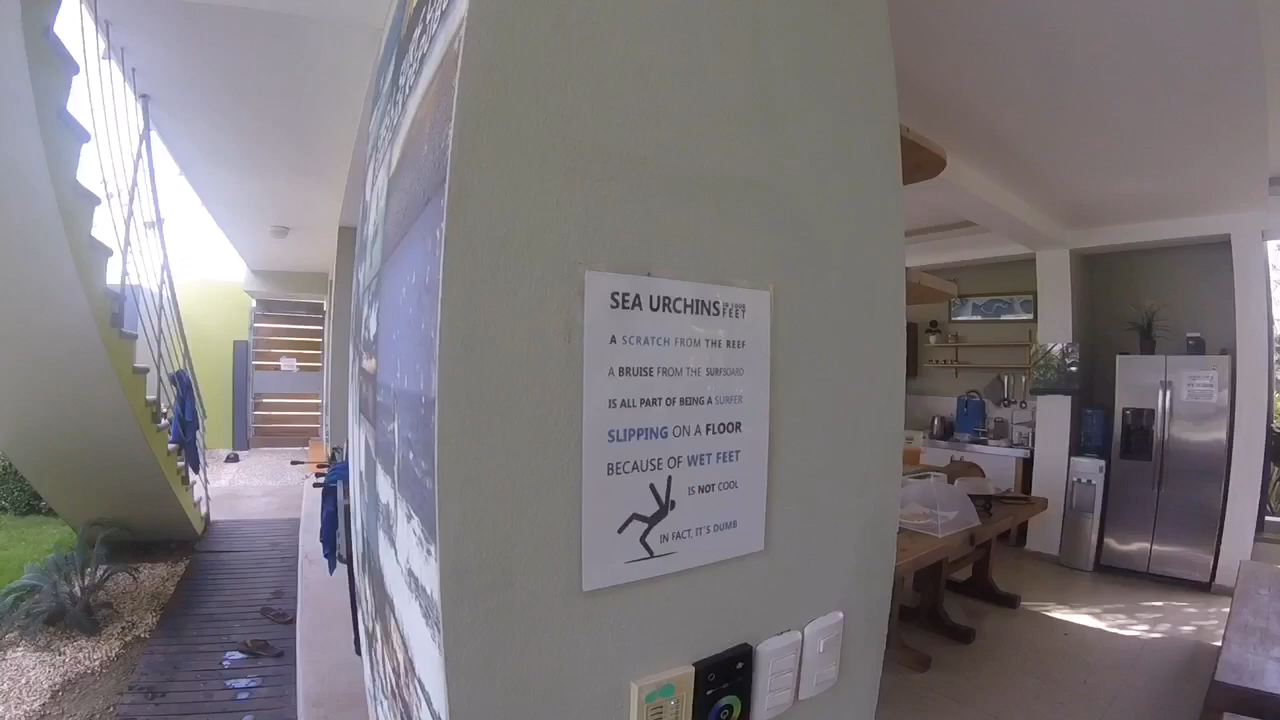 SEA URCHINS IN YOUR FEET
A SCRATCH FROM THE REEF
A BRUISE FROM THE SURFBOARD
IS ALL PART OF BEING A SURFER
SLIPPING ON A FLOOR
BECAUSE OF WET FEET
IS NOT COOL
IN FACT, IT'S DUMB